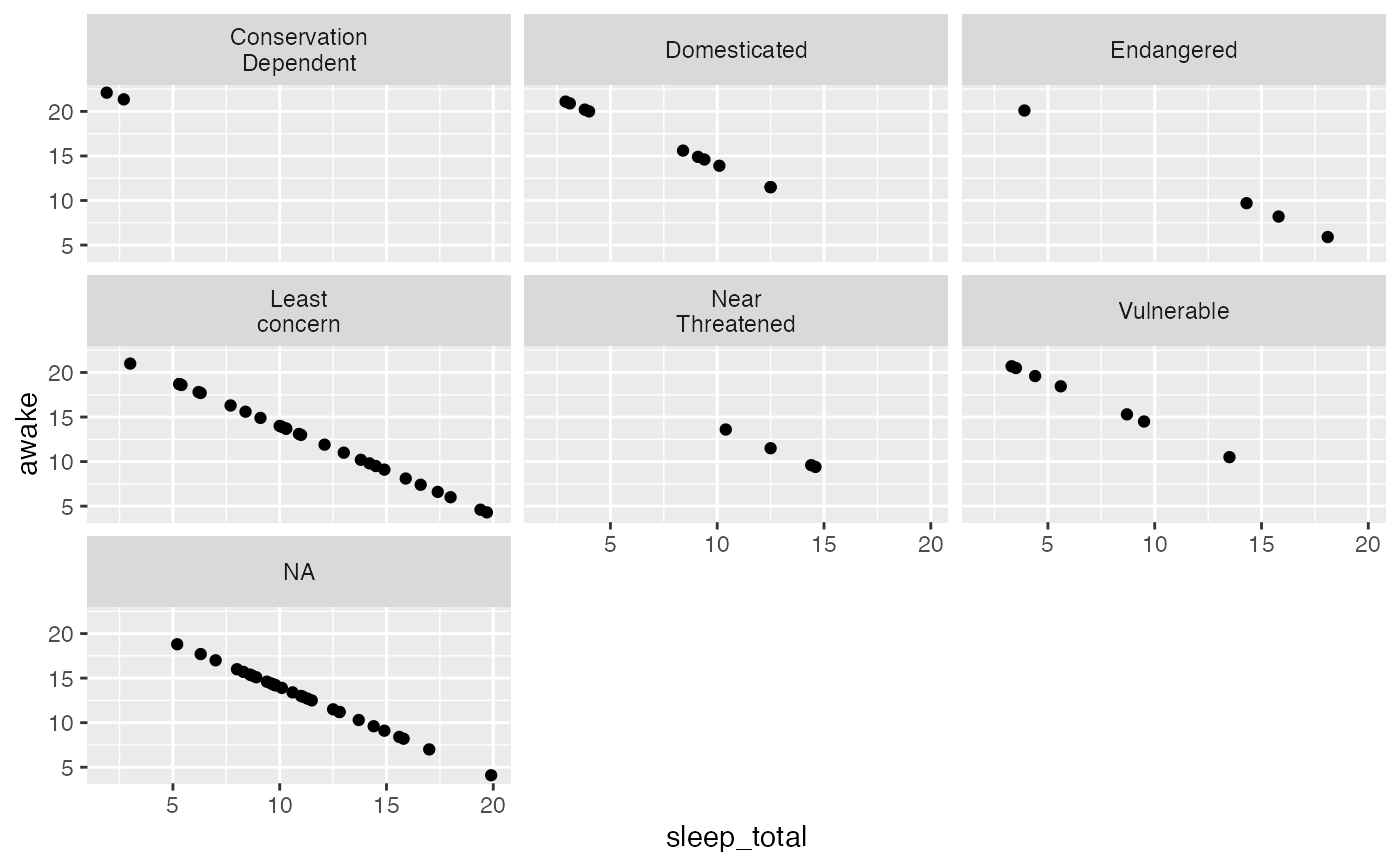 Conservation
Dependent
Domesticated
Endangered
20
15
10
5
Least
concern
Near
Threatened
Vulnerable
20
15
10
5
5 10 15 20
5 10 15 20
NA
20
15
10
5
5 10 15 20
awake
sleep_total